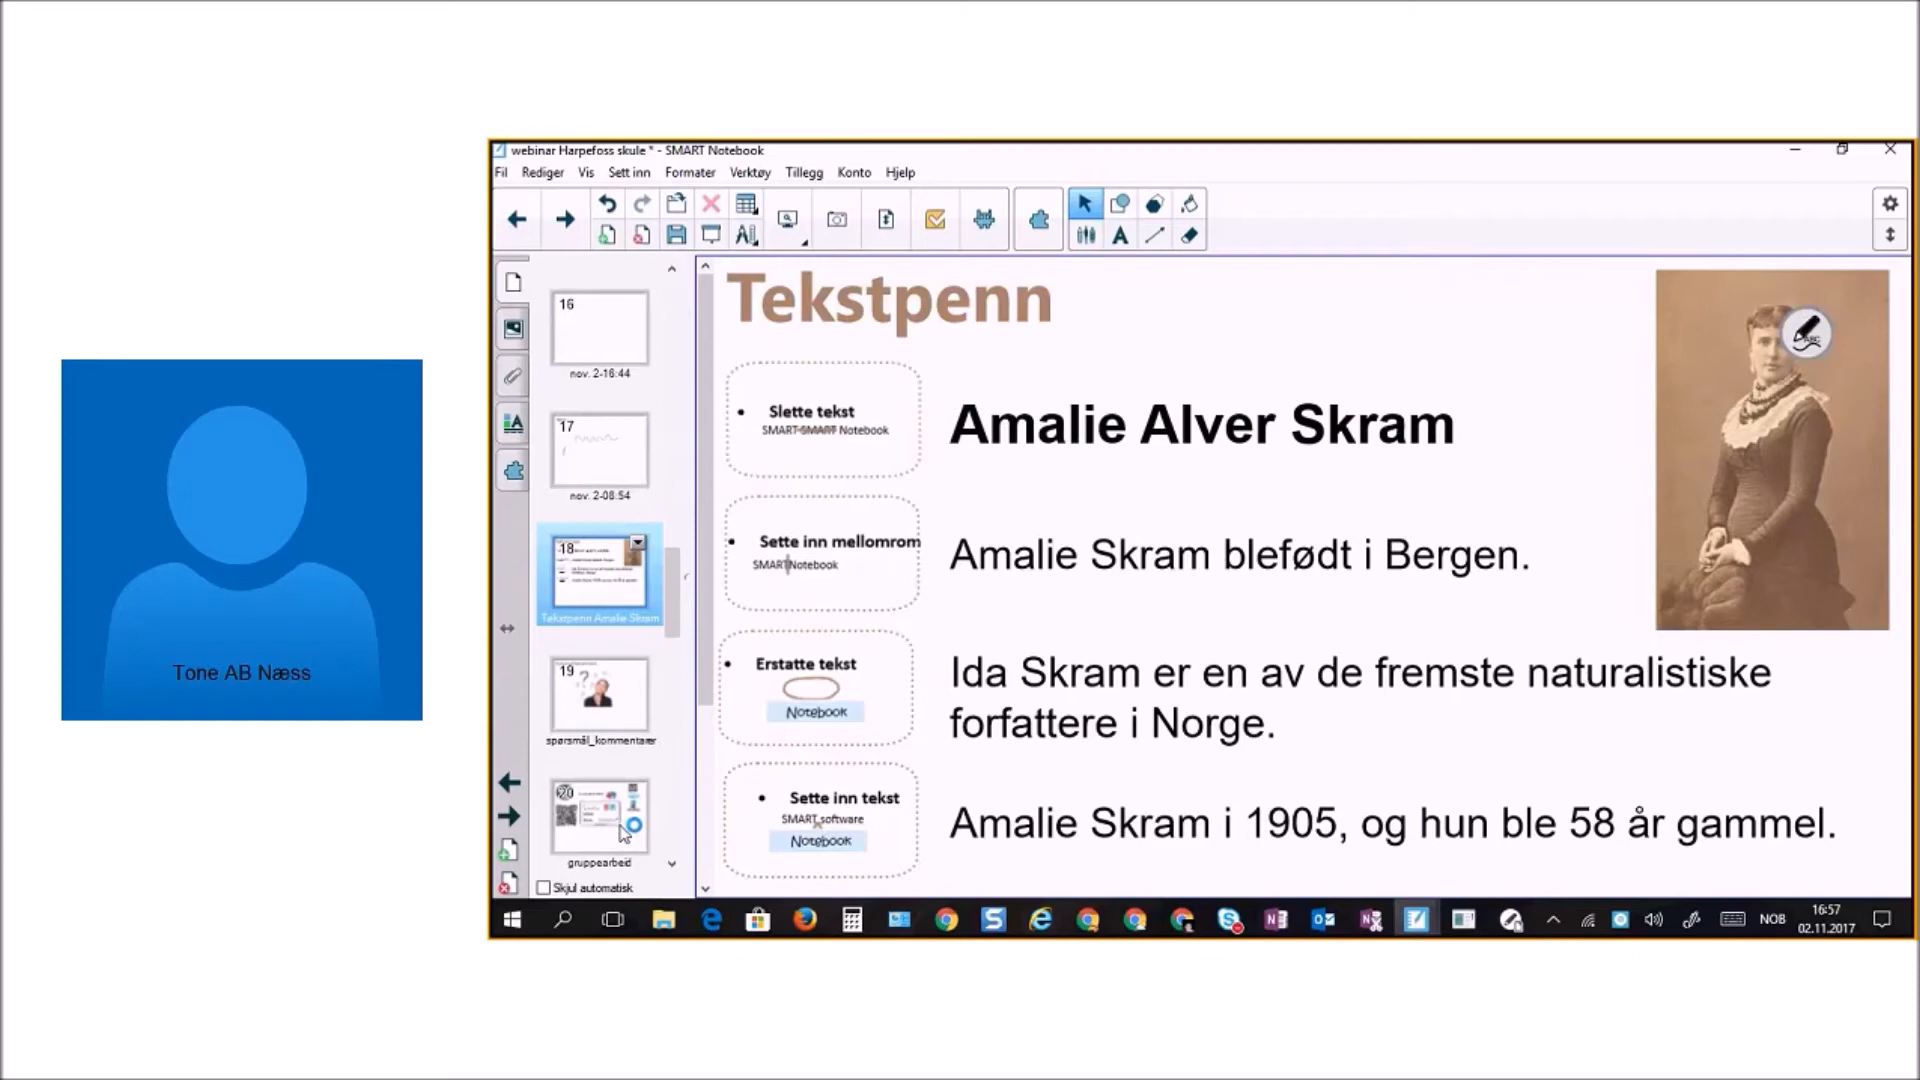 Tone AB Næss
webinar Harpefoss skule * - SMART Notebook
Fil Rediger Vis Sett inn Formater Verktøy Tillegg Konto Hjelp
16
nov. 2-16:44
17
nov. 2-08:54
18
Tekstpenn Amalie Skram
19
spørsmål_kommentarer
20
gruppearbeid
Skjul automatisk
Tekstpenn
• Slette tekst
SMART SMART Notebook
• Sette inn mellomrom
SMARTNotebook
• Erstatte tekst
Notebook
• Sette inn tekst
SMART software
Notebook
Amalie Alver Skram
Amalie Skram blefødt i Bergen.
Ida Skram er en av de fremste naturalistiske
forfattere i Norge.
Amalie Skram i 1905, og hun ble 58 år gammel.
ABC
NOB
16:57
02.11.2017